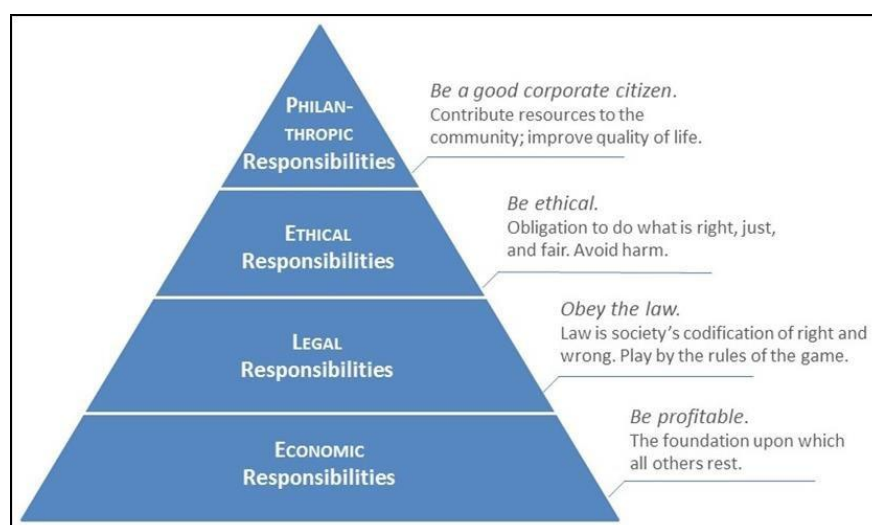 PHILAN-
THROPIC
Responsibilities
Be a good corporate citizen.
Contribute resources to the
community; improve quality of life.
ETHICAL
Responsibilities
Be ethical.
Obligation to do what is right, just,
and fair. Avoid harm.
LEGAL
Responsibilities
Obey the law.
Law is society's codification of right and
wrong. Play by the rules of the game.
ECONOMIC
Responsibilities
Be profitable.
The foundation upon which
all others rest.